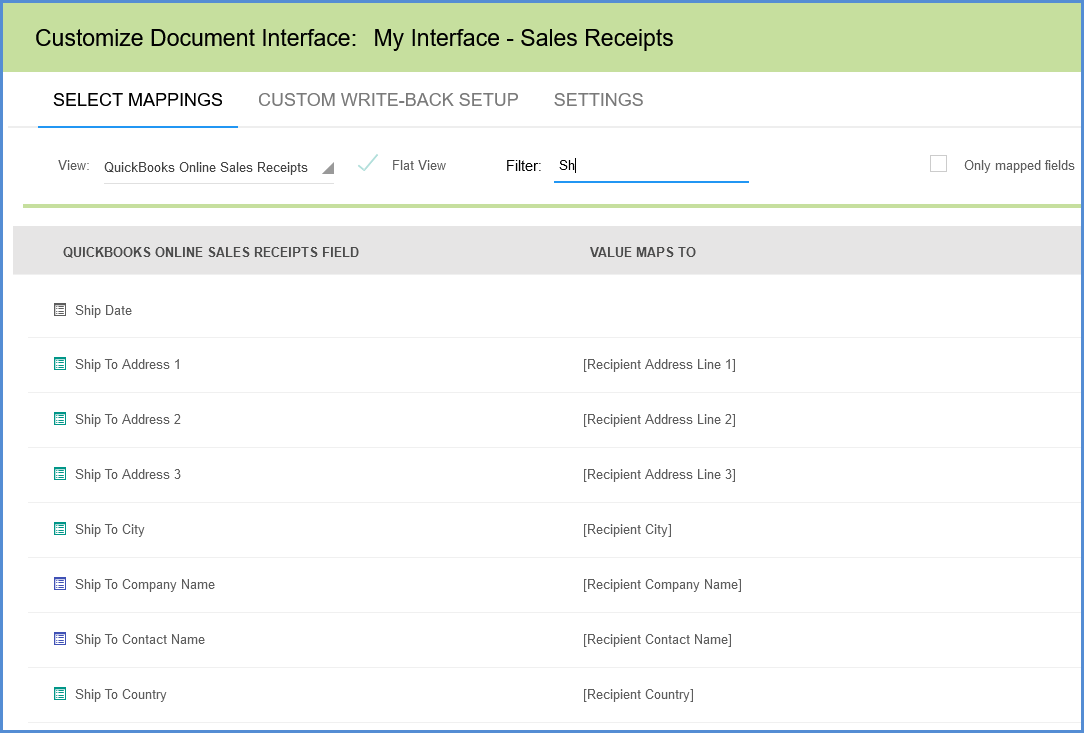 Customize Document Interface: My Interface - Sales Receipts
SELECT MAPPINGS CUSTOM WRITE-BACK SETUP SETTINGS
View: QuickBooks Online Sales Receipts Flat View Filter: Sh Only mapped fields
QUICKBOOKS ONLINE SALES RECEIPTS FIELD VALUE MAPS TO
Ship Date
Ship To Address 1 [Recipient Address Line 1]
Ship To Address 2 [Recipient Address Line 2]
Ship To Address 3 [Recipient Address Line 3]
Ship To City [Recipient City]
Ship To Company Name [Recipient Company Name]
Ship To Contact Name [Recipient Contact Name]
Ship To Country [Recipient Country]